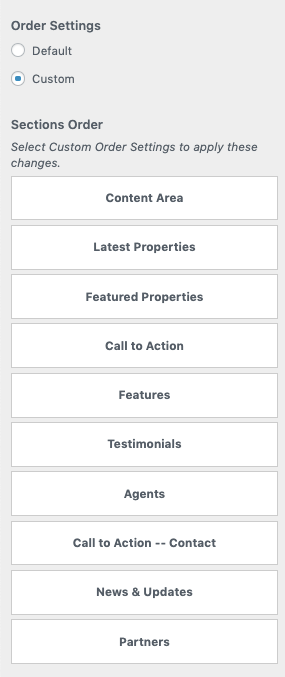 Order Settings
Default
Custom
Sections Order
Select Custom Order Settings to apply these
changes.
Content Area
Latest Properties
Featured Properties
Call to Action
Features
Testimonials
Agents
Call to Action -- Contact
News & Updates
Partners